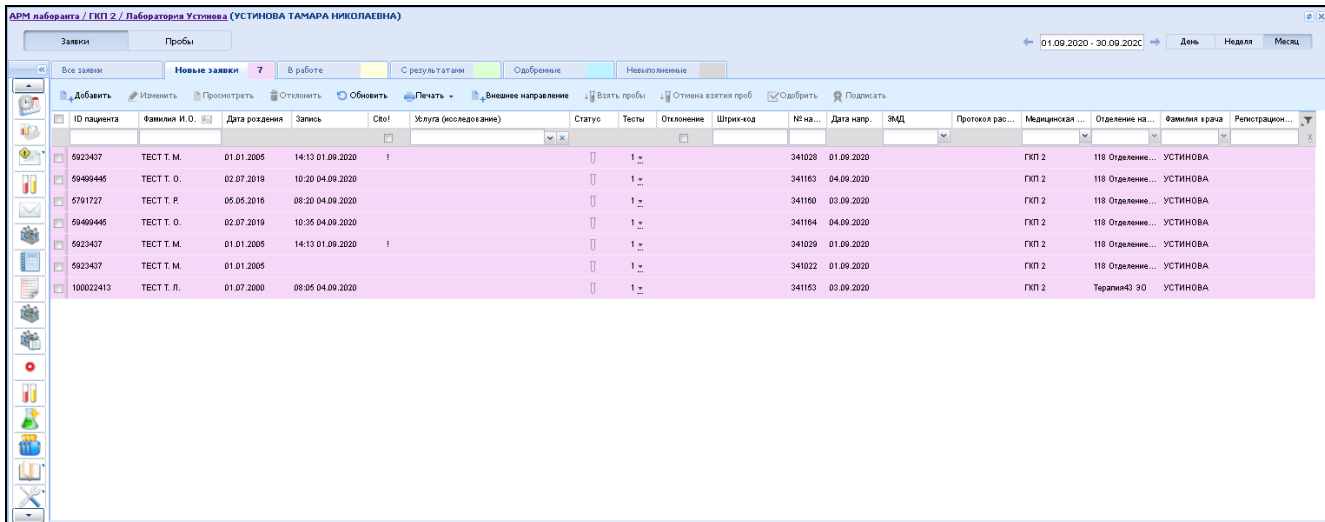 АРМ лаборанта / ГКП 2 / Лаборатория Устинова (УСТИНОВА ТАМАРА НИКОЛАЕВНА)
Заявки Пробы 01.09.2020 - 30.09.202 День Неделя Месяц
Все заявки Новые заявки 7 В работе С результатами Одобренные Невыполненные
Добавить Изменить Просмотреть Отклонить Обновить Печать Внешнее направление Взять пробы Отмена взятия проб Одобрить Подписать
ID пациента Фамилия И.О. Дата рождения Запись Cito! Услуга (исследование) Статус Тесты Отклонение Штрих-код № на... Дата напр. ЭМД Протокол рас... Медицинская ... Отделение на... Фамилия врача Регистрацион...
5923437 ТЕСТ Т. М. 01.01.2005 14:13 01.09.2020 ! 1 341028 01.09.2020 ГКП 2 118 Отделение... УСТИНОВА
59499445 ТЕСТ Т. О. 02.07.2019 10:20 04.09.2020 1 341163 04.09.2020 ГКП 2 118 Отделение... УСТИНОВА
5791727 ТЕСТ Т. Р. 05.05.2016 08:20 04.09.2020 1 341160 03.09.2020 ГКП 2 118 Отделение... УСТИНОВА
59499445 ТЕСТ Т. О. 02.07.2019 10:35 04.09.2020 1 341164 04.09.2020 ГКП 2 118 Отделение... УСТИНОВА
5923437 ТЕСТ Т. М. 01.01.2005 14:13 01.09.2020 ! 1 341029 01.09.2020 ГКП 2 118 Отделение... УСТИНОВА
5923437 ТЕСТ Т. М. 01.01.2005 1 341022 01.09.2020 ГКП 2 118 Отделение... УСТИНОВА
100022413 ТЕСТ Т. Л. 01.07.2000 08:05 04.09.2020 1 341153 03.09.2020 ГКП 2 Терапия43 ЭО УСТИНОВА